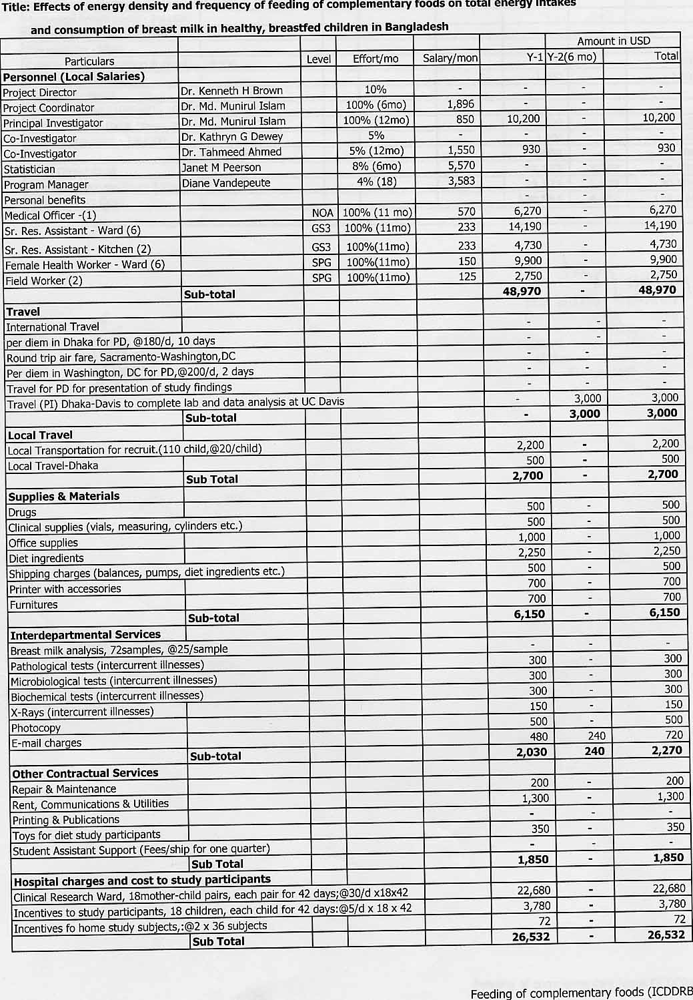 Title: Effects of energy density and frequency of feeding of complementary foods on total energy intakes
and consumption of breast milk in healthy, breastfed children in Bangladesh
Amount in USD
Particulars Level Effort/mo Salary/mon Y-1 Y-2(6 mo) Total
Personnel (Local Salaries)
Project Director Dr. Kenneth H Brown 10% - - - -
Project Coordinator Dr. Md. Munirul Islam 100% (6mo) 1,896 - - -
Principal Investigator Dr. Md. Munirul Islam 100% (12mo) 850 10,200 - 10,200
Co-Investigator Dr. Kathryn G Dewey 5% - - - -
Co-Investigator Dr. Tahmeed Ahmed 5% (12mo) 1,550 930 - 930
Statistician Janet M Peerson 8% (6mo) 5,570 - - -
Program Manager Diane Vandepeute 4% (18) 3,583 - - -
Personal benefits - - -
Medical Officer -(1) NOA 100% (11 mo) 570 6,270 - 6,270
Sr. Res. Assistant - Ward (6) GS3 100% (11mo) 233 14,190 - 14,190
Sr. Res. Assistant - Kitchen (2) GS3 100%(11mo) 233 4,730 - 4,730
Female Health Worker - Ward (6) SPG 100%(11mo) 150 9,900 - 9,900
Field Worker (2) SPG 100%(11mo) 125 2,750 - 2,750
Sub-total 48,970 - 48,970
Travel
International Travel - - -
per diem in Dhaka for PD, @180/d, 10 days - - -
Round trip air fare, Sacramento-Washington,DC - - -
Per diem in Washington, DC for PD,@200/d, 2 days - - -
Travel for PD for presentation of study findings - - -
Travel (PI) Dhaka-Davis to complete lab and data analysis at UC Davis - 3,000 3,000
Sub-total - 3,000 3,000
Local Travel
Local Transportation for recruit.(110 child,@20/child) 2,200 - 2,200
Local Travel-Dhaka 500 - 500
Sub Total 2,700 - 2,700
Supplies & Materials
Drugs 500 - 500
Clinical supplies (vials, measuring, cylinders etc.) 500 - 500
Office supplies 1,000 - 1,000
Diet ingredients 2,250 - 2,250
Shipping charges (balances, pumps, diet ingredients etc.) 500 - 500
Printer with accessories 700 - 700
Furnitures 700 - 700
Sub-total 6,150 - 6,150
Interdepartmental Services
Breast milk analysis, 72samples, @25/sample - - -
Pathological tests (intercurrent illnesses) 300 - 300
Microbiological tests (intercurrent illnesses) 300 - 300
Biochemical tests (intercurrent illnesses) 300 - 300
X-Rays (intercurrent illnesses) 150 - 150
Photocopy 500 - 500
E-mail charges 480 240 720
Sub-total 2,030 240 2,270
Other Contractual Services
Repair & Maintenance 200 - 200
Rent, Communications & Utilities 1,300 - 1,300
Printing & Publications - - -
Toys for diet study participants 350 - 350
Student Assistant Support (Fees/ship for one quarter) - - -
Sub Total 1,850 - 1,850
Hospital charges and cost to study participants
Clinical Research Ward, 18mother-child pairs, each pair for 42 days;@30/d x18x42 22,680 - 22,680
Incentives to study participants, 18 children, each child for 42 days:@5/d x 18 x 42 3,780 - 3,780
Incentives fo home study subjects,:@2 x 36 subjects 72 - 72
Sub Total 26,532 - 26,532
Feeding of complementary foods (ICDDRB